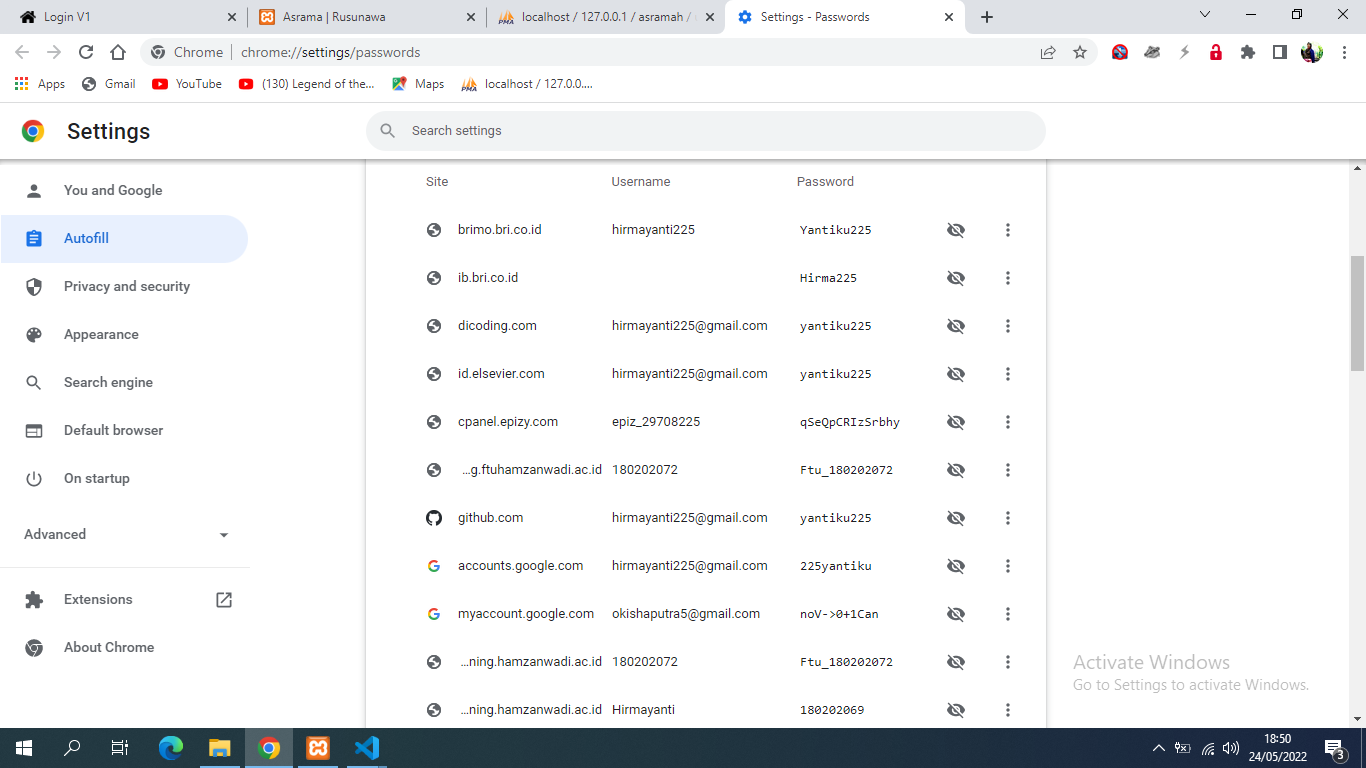 Login V1
Asrama | Rusunawa
localhost / 127.0.0.1 / asramah /
Settings - Passwords
Chrome
chrome://settings/passwords
Apps
Gmail
YouTube
(130) Legend of the...
Maps
PMA
localhost / 127.0.0....
Settings
Search settings
You and Google
Autofill
Privacy and security
Appearance
Search engine
Default browser
On startup
Advanced
Extensions
About Chrome
Site Username Password
brimo.bri.co.id hirmayanti225 Yantiku225
ib.bri.co.id Hirma225
dicoding.com hirmayanti225@gmail.com yantiku225
id.elsevier.com hirmayanti225@gmail.com yantiku225
cpanel.epizy.com epiz_29708225 qSeQpCRIzSrbhy
...g.ftuhamzanwadi.ac.id 180202072 Ftu_180202072
github.com hirmayanti225@gmail.com yantiku225
accounts.google.com hirmayanti225@gmail.com 225yantiku
myaccount.google.com okishaputra5@gmail.com noV->0+1Can
...ning.hamzanwadi.ac.id 180202072 Ftu_180202072
...ning.hamzanwadi.ac.id Hirmayanti 180202069
Activate Windows
Go to Settings to activate Windows.
18:50
24/05/2022
3